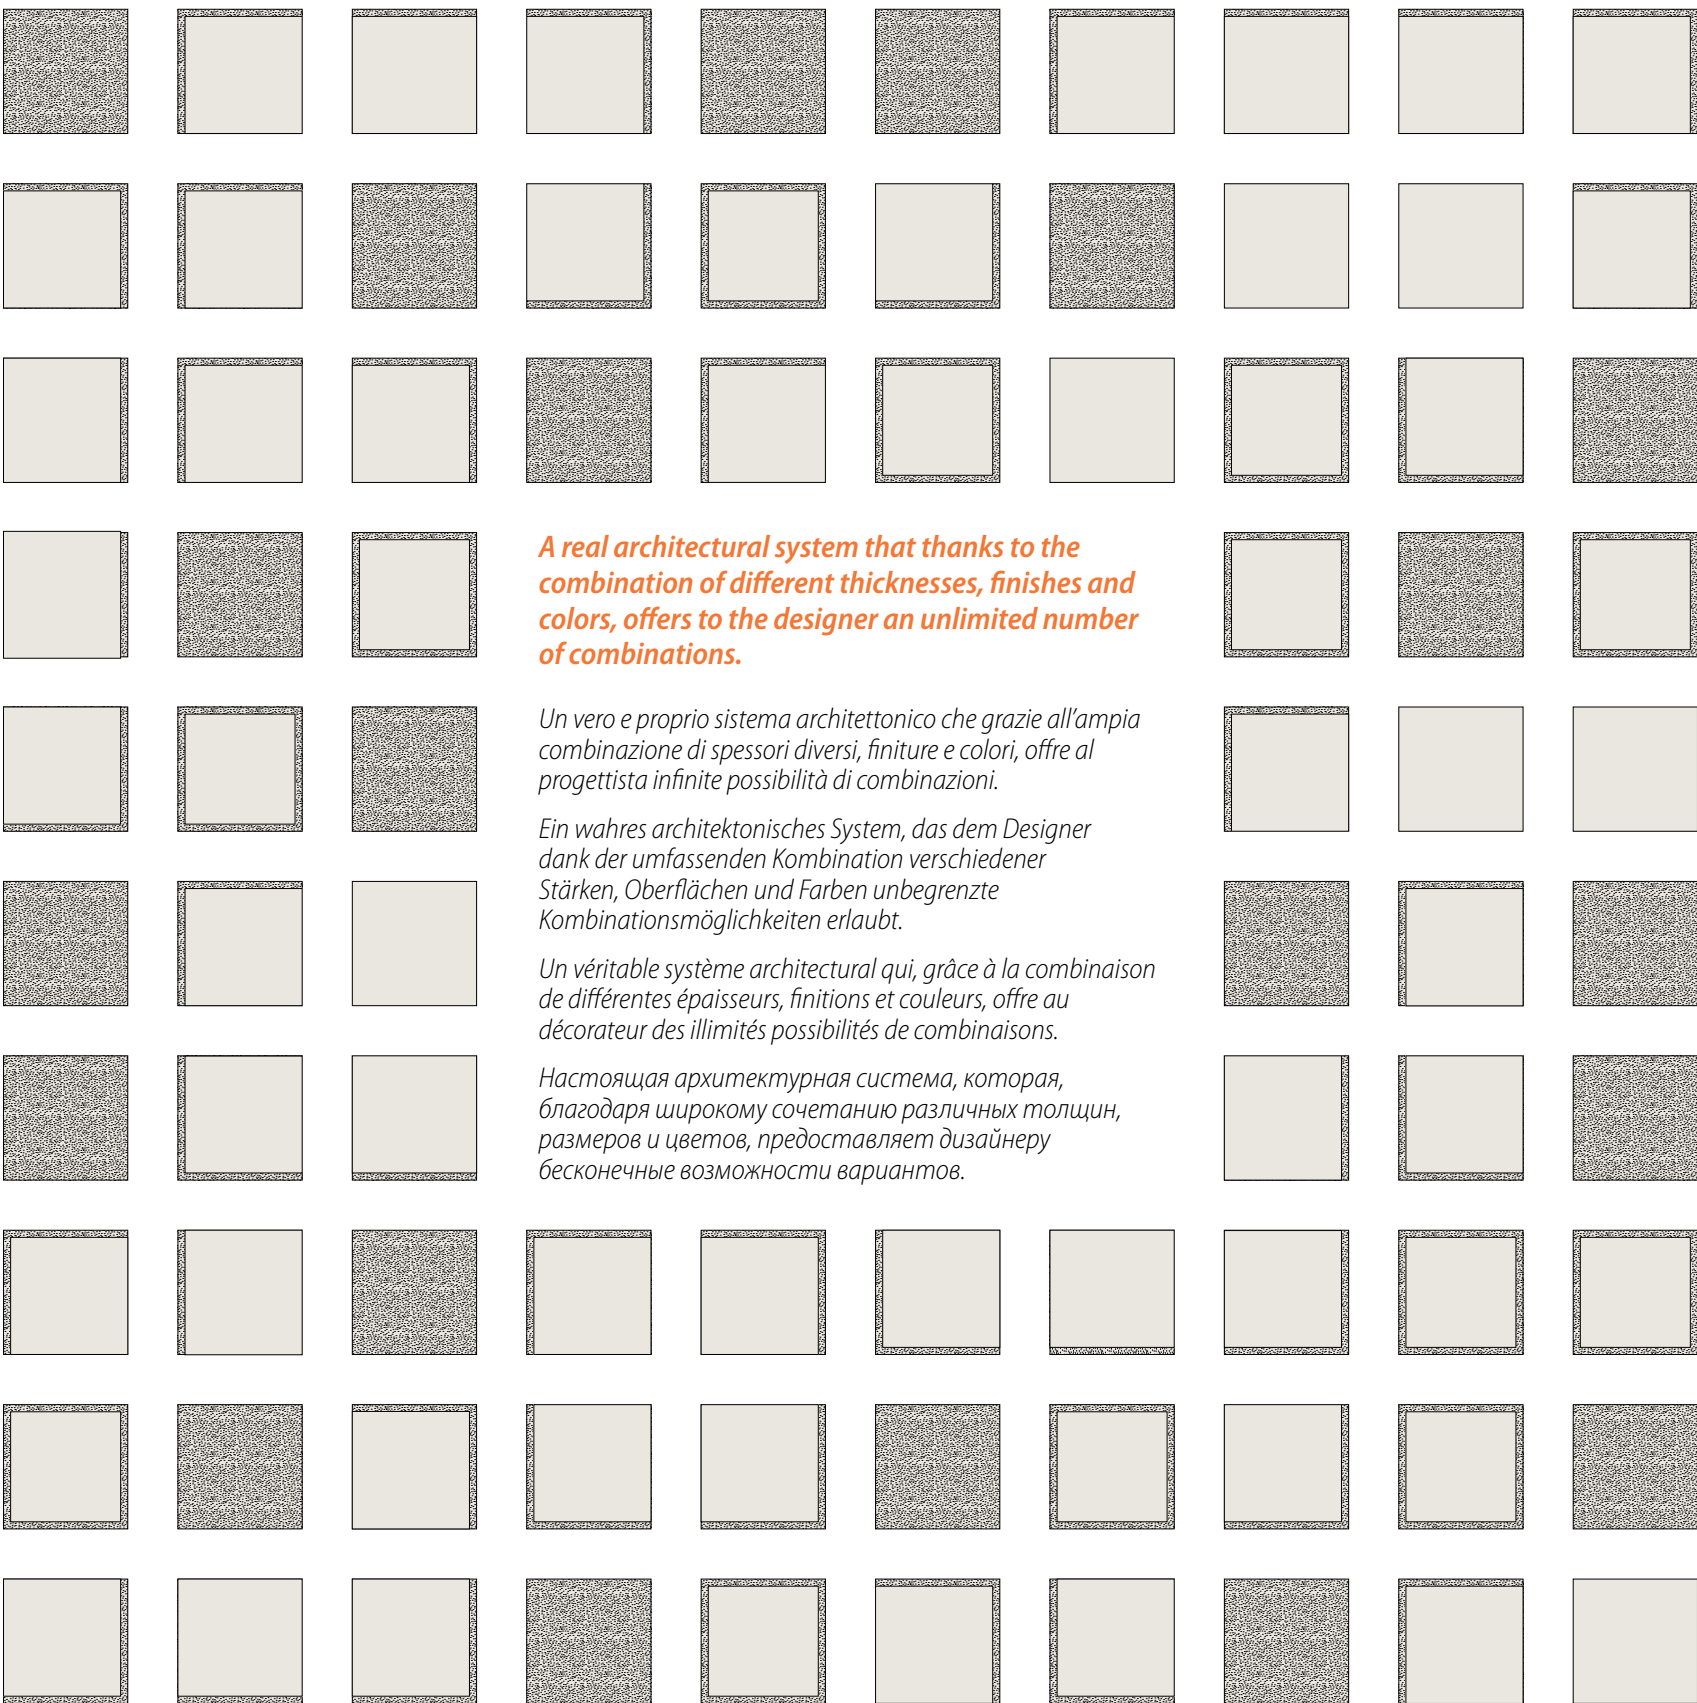 A real architectural system that thanks to the
combination of different thicknesses, finishes and
colors, offers to the designer an unlimited number
of combinations.
Un vero e proprio sistema architettonico che grazie all’ampia
combinazione di spessori diversi, finiture e colori, offre al
progettista infinite possibilità di combinazioni.
Ein wahres architektonisches System, das dem Designer
dank der umfassenden Kombination verschiedener
Stärken, Oberflächen und Farben unbegrenzte
Kombinationsmöglichkeiten erlaubt.
Un véritable système architectural qui, grâce à la combinaison
de différentes épaisseurs, finitions et couleurs, offre au
décorateur des illimités possibilités de combinaisons.
Настоящая архитектурная система, которая,
благодаря широкому сочетанию различных толщин,
размеров и цветов, предоставляет дизайнеру
бесконечные возможности вариантов.